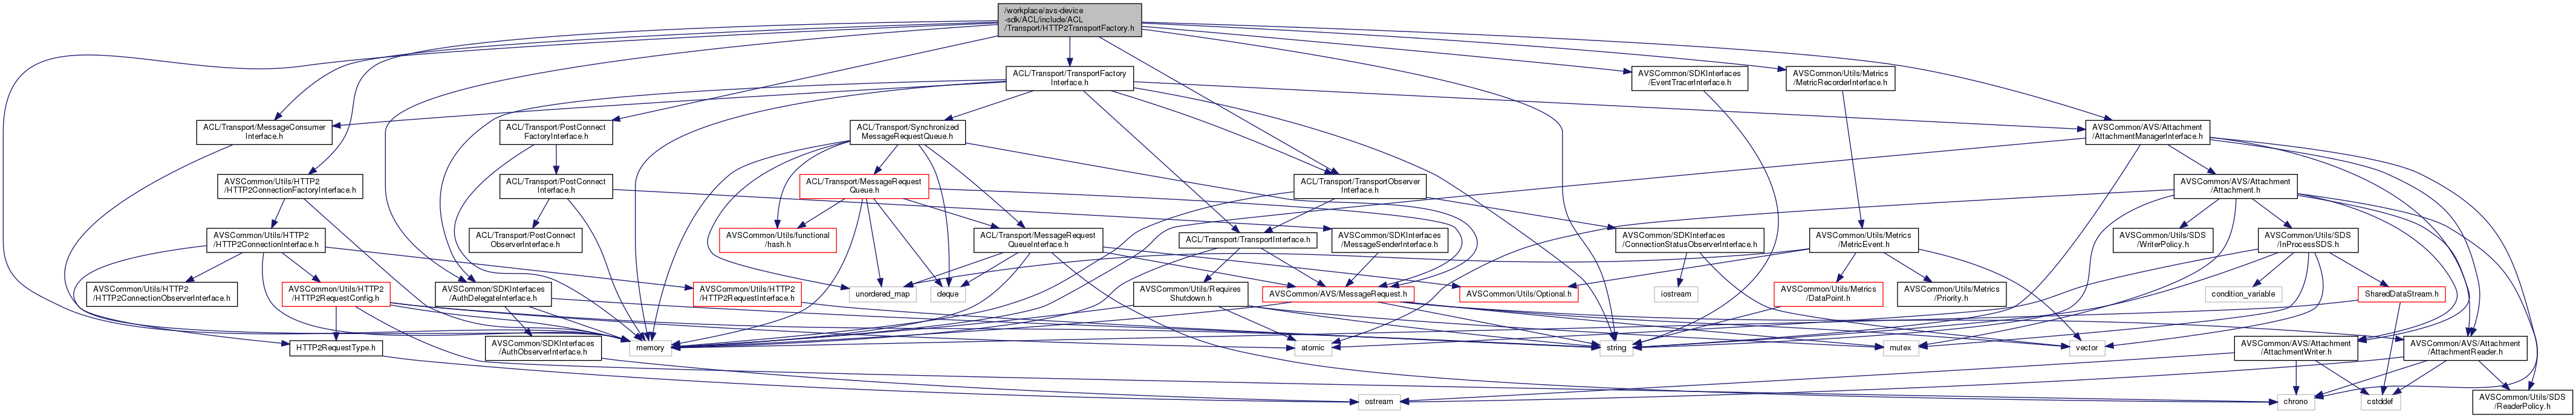 /workplace/avs-device
-sdk/ACL/include/ACL
/Transport/HTTP2TransportFactory.h
ACL/Transport/TransportFactory
Interface.h
AVSCommon/SDKInterfaces
/EventTracerInterface.h
AVSCommon/Utils/Metrics
/MetricRecorderInterface.h
ACL/Transport/MessageConsumer
Interface.h
ACL/Transport/PostConnect
FactoryInterface.h
ACL/Transport/Synchronized
MessageRequestQueue.h
AVSCommon/AVS/Attachment
/AttachmentManagerInterface.h
AVSCommon/Utils/HTTP2
/HTTP2ConnectionFactoryInterface.h
ACL/Transport/PostConnect
Interface.h
ACL/Transport/MessageRequest
Queue.h
ACL/Transport/TransportObserver
Interface.h
AVSCommon/AVS/Attachment
/Attachment.h
AVSCommon/Utils/HTTP2
/HTTP2ConnectionInterface.h
ACL/Transport/PostConnect
ObserverInterface.h
AVSCommon/Utils/functional
/hash.h
AVSCommon/SDKInterfaces
/MessageSenderInterface.h
ACL/Transport/MessageRequest
QueueInterface.h
ACL/Transport/TransportInterface.h
AVSCommon/SDKInterfaces
/ConnectionStatusObserverInterface.h
AVSCommon/Utils/Metrics
/MetricEvent.h
AVSCommon/Utils/SDS
/WriterPolicy.h
AVSCommon/Utils/SDS
/InProcessSDS.h
AVSCommon/Utils/HTTP2
/HTTP2ConnectionObserverInterface.h
AVSCommon/Utils/HTTP2
/HTTP2RequestConfig.h
AVSCommon/SDKInterfaces
/AuthDelegateInterface.h
AVSCommon/Utils/HTTP2
/HTTP2RequestInterface.h
unordered_map
deque
AVSCommon/Utils/Requires
Shutdown.h
AVSCommon/AVS/MessageRequest.h
AVSCommon/Utils/Optional.h
iostream
AVSCommon/Utils/Metrics
/DataPoint.h
AVSCommon/Utils/Metrics
/Priority.h
condition_variable
SharedDataStream.h
HTTP2RequestType.h
AVSCommon/SDKInterfaces
/AuthObserverInterface.h
memory
atomic
string
mutex
vector
AVSCommon/AVS/Attachment
/AttachmentWriter.h
AVSCommon/AVS/Attachment
/AttachmentReader.h
ostream
chrono
cstddef
AVSCommon/Utils/SDS
/ReaderPolicy.h